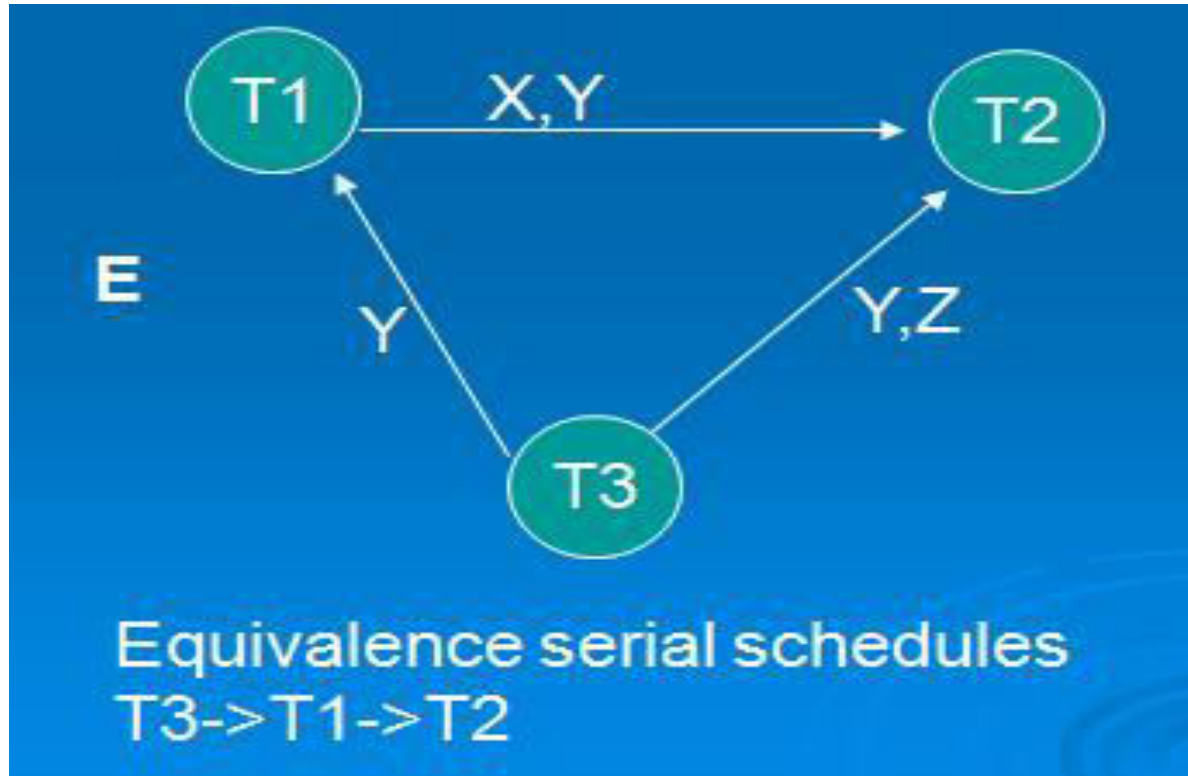 T1
X,Y
T2
E
Y
Y,Z
T3
Equivalence serial schedules
T3->T1->T2